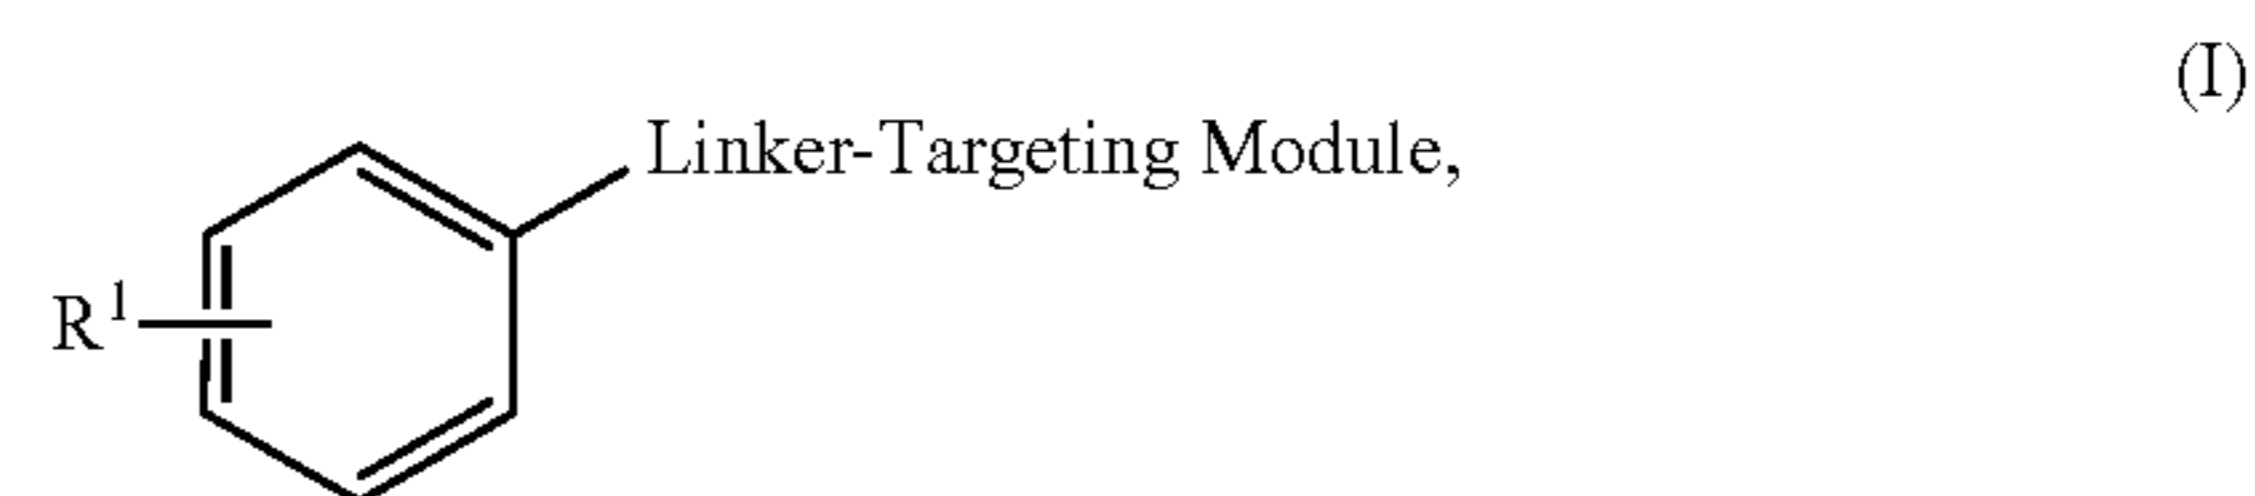 (I)
Linker-Targeting Module,
R¹